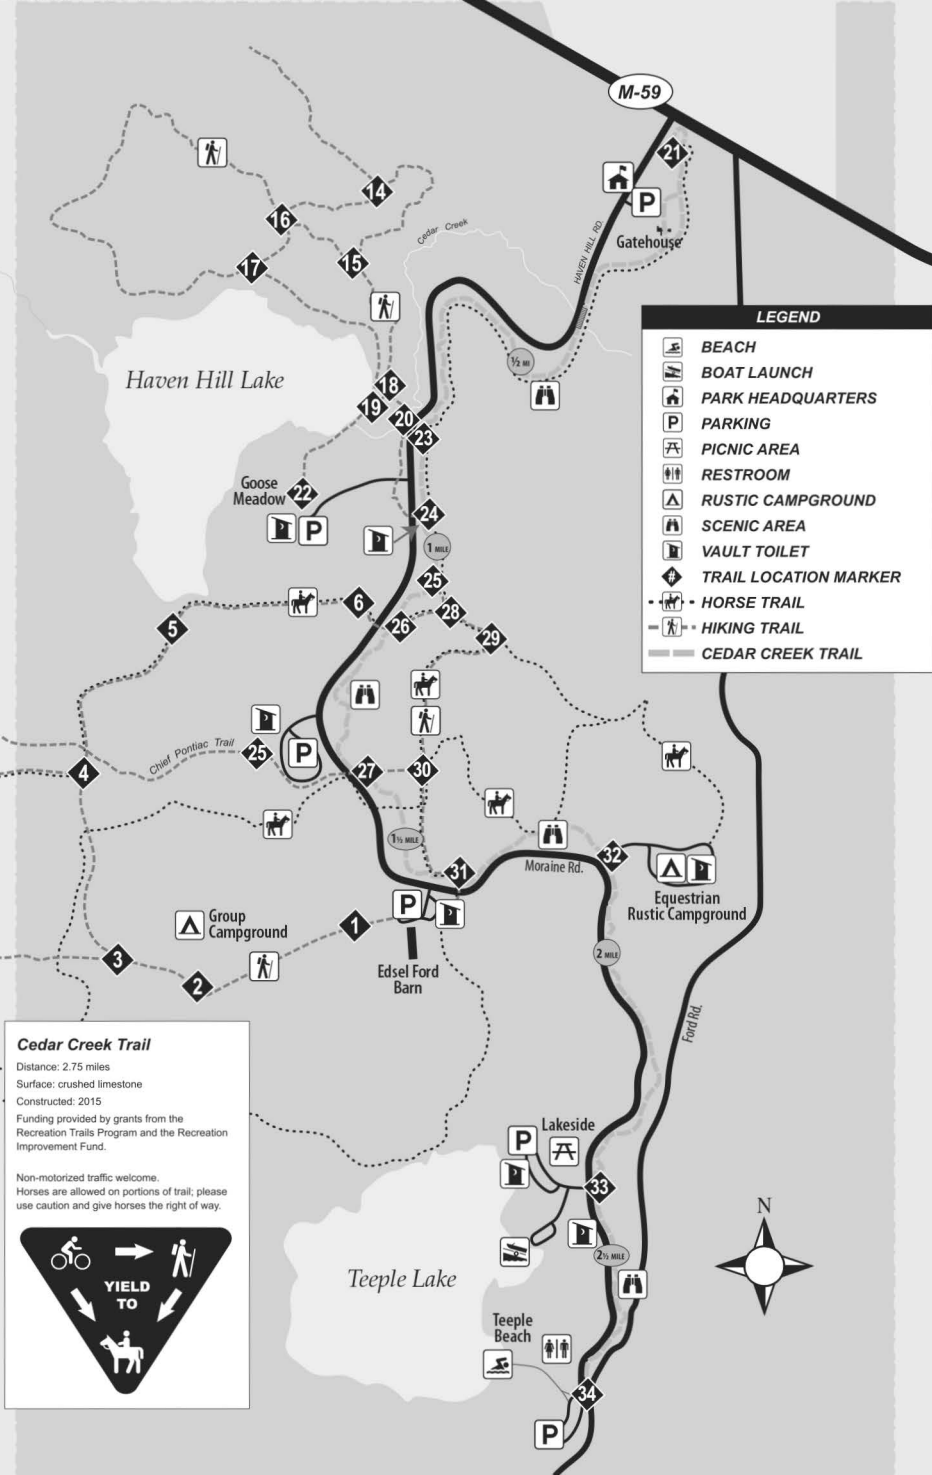 M-59
21
P
Gatehouse
HAVEN HILL RD.
Cedar Creek
14
16
15
17
½ MI
Haven Hill Lake
18
19
20
23
Goose
Meadow
22
P
24
1 MILE
25
6
28
5
26
29
LEGEND
BEACH
BOAT LAUNCH
PARK HEADQUARTERS
P
PARKING
PICNIC AREA
RESTROOM
RUSTIC CAMPGROUND
SCENIC AREA
VAULT TOILET
#
TRAIL LOCATION MARKER
HORSE TRAIL
HIKING TRAIL
CEDAR CREEK TRAIL
Chief Pontiac Trail
25
P
4
27
30
1½ MILE
31
Moraine Rd.
32
Equestrian
Rustic Campground
Group
Campground
1
P
Edsel Ford
Barn
3
2
2 MILE
Ford Rd.
Cedar Creek Trail
Distance: 2.75 miles
Surface: crushed limestone
Constructed: 2015
Funding provided by grants from the
Recreation Trails Program and the Recreation
Improvement Fund.
Non-motorized traffic welcome.
Horses are allowed on portions of trail; please
use caution and give horses the right of way.
YIELD
TO
Lakeside
P
33
2½ MILE
Teeple Lake
Teeple
Beach
34
P
N